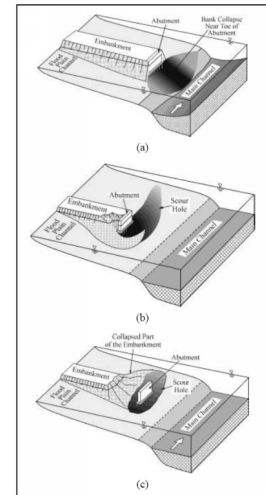 Abutment
Bank Collapse
Near Toe of
Abutment
Embankment
Flood
Plain
Channel
Main Channel
(a)
Abutment
Embankment
Scour
Hole
Flood
Plain
Channel
Main Channel
(b)
Collapsed Part
of the Embankment
Abutment
Embankment
Scour
Hole
Flood
Plain
Channel
Main Channel
(c)